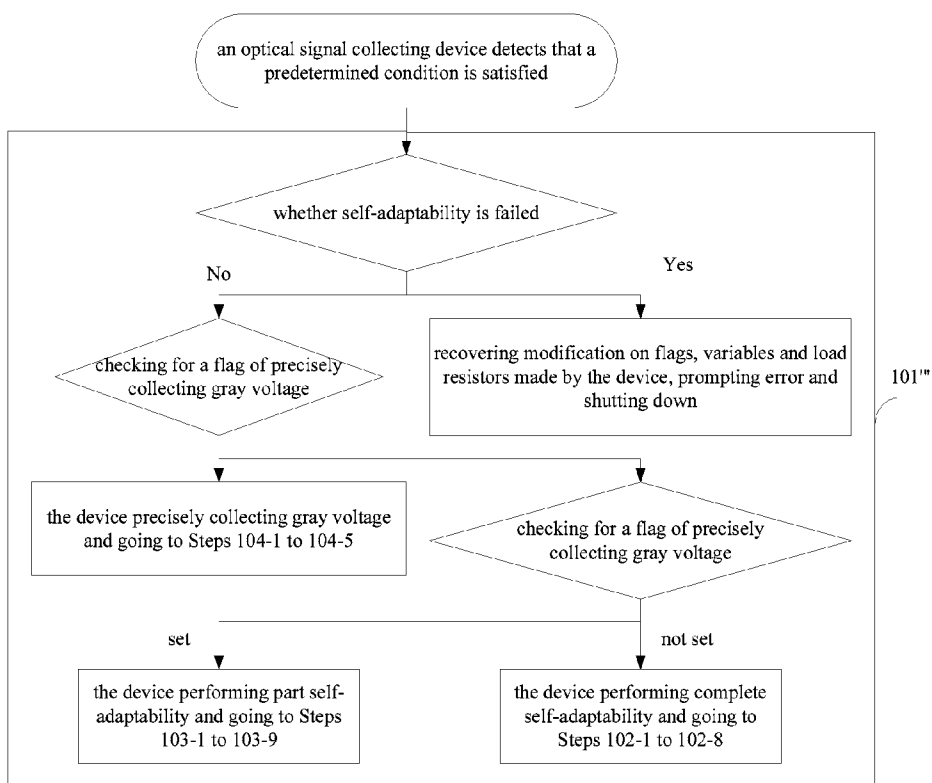 an optical signal collecting device detects that a
predetermined condition is satisfied
whether self-adaptability is failed
No
Yes
checking for a flag of precisely
collecting gray voltage
recovering modification on flags, variables and load
resistors made by the device, prompting error and
shutting down
101'''
the device precisely collecting gray voltage
and going to Steps 104-1 to 104-5
checking for a flag of precisely
collecting gray voltage
set
not set
the device performing part self-
adaptability and going to Steps
103-1 to 103-9
the device performing complete
self-adaptability and going to
Steps 102-1 to 102-8